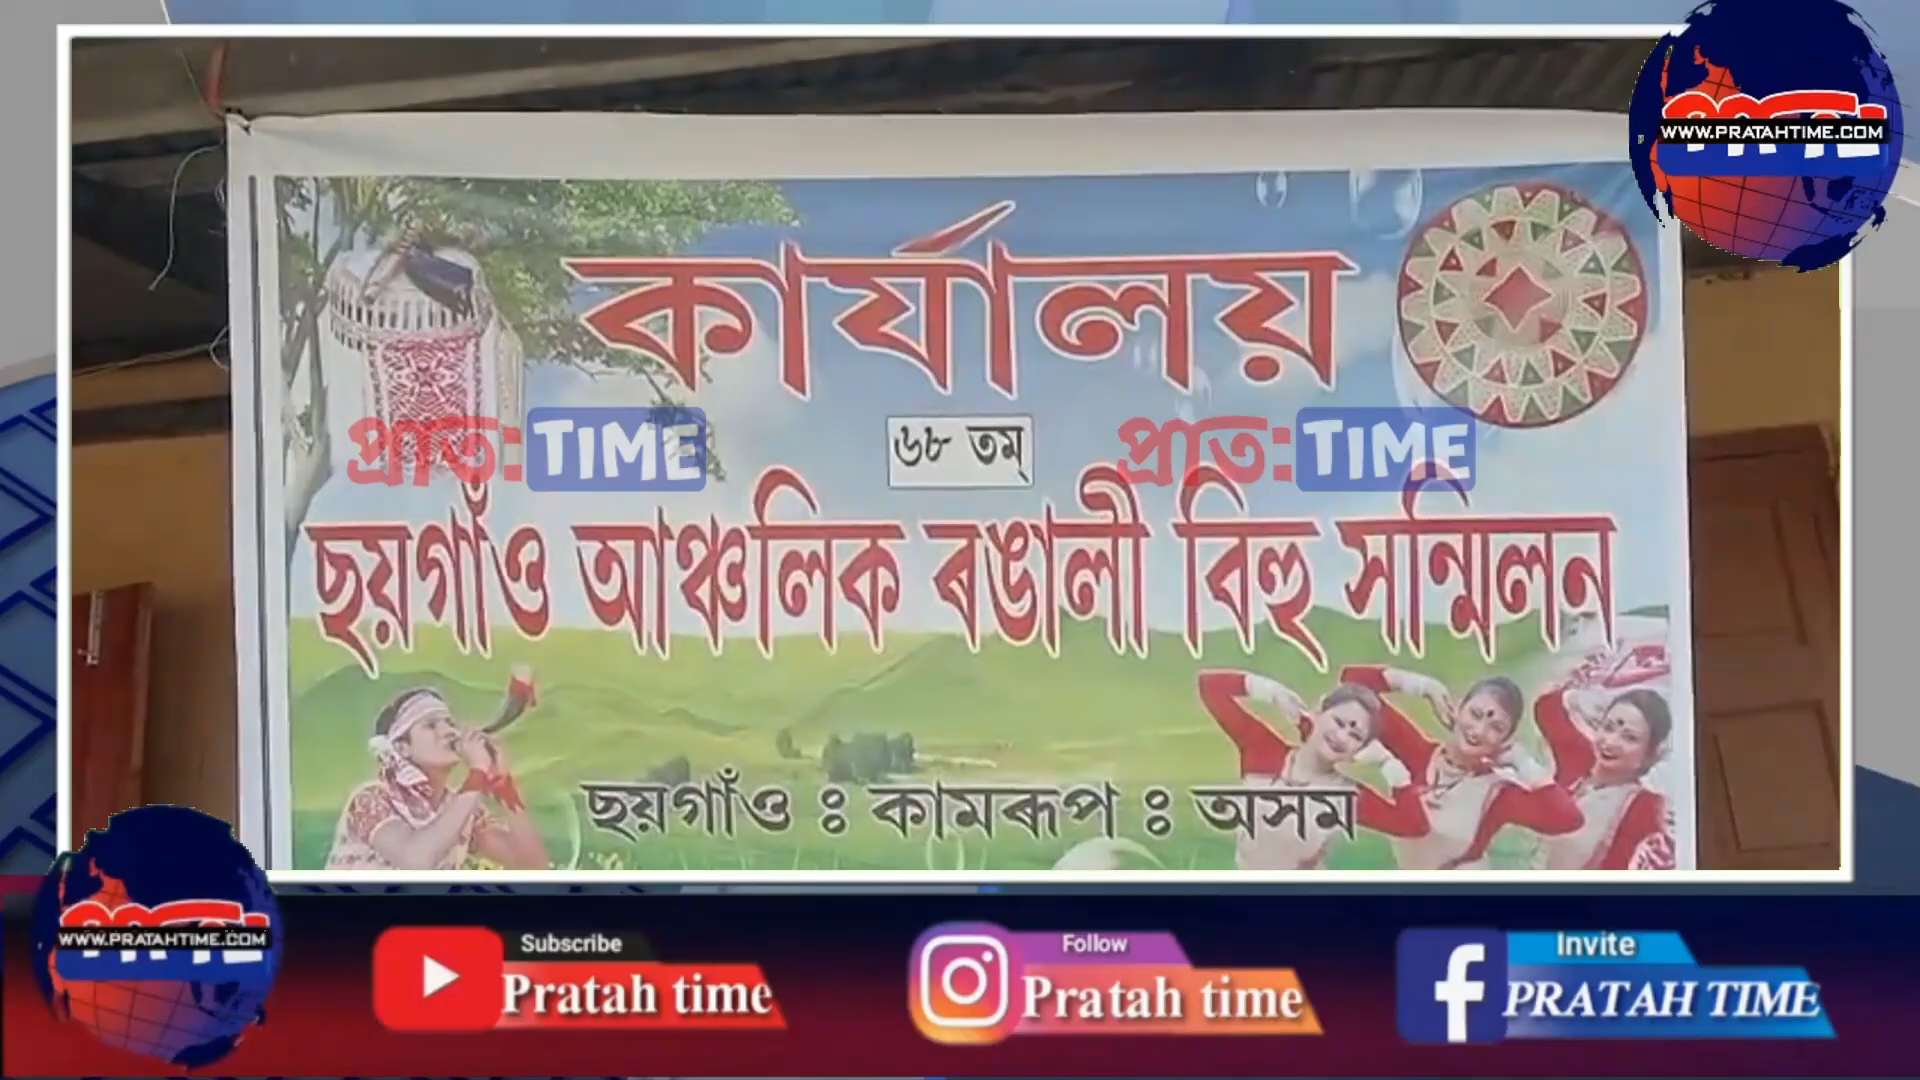 WWW.PRATAHTIME.COM
কাৰ্যালয়
প্ৰাত: TIME
৬৮ তম্
প্ৰাত: TIME
ছয়গাঁও আঞ্চলিক ৰঙালী বিহু সন্মিলন
ছয়গাঁও ঃ কামৰূপ ঃ অসম
WWW.PRATAHTIME.COM
Subscribe
Pratah time
Follow
Pratah time
Invite
PRATAH TIME